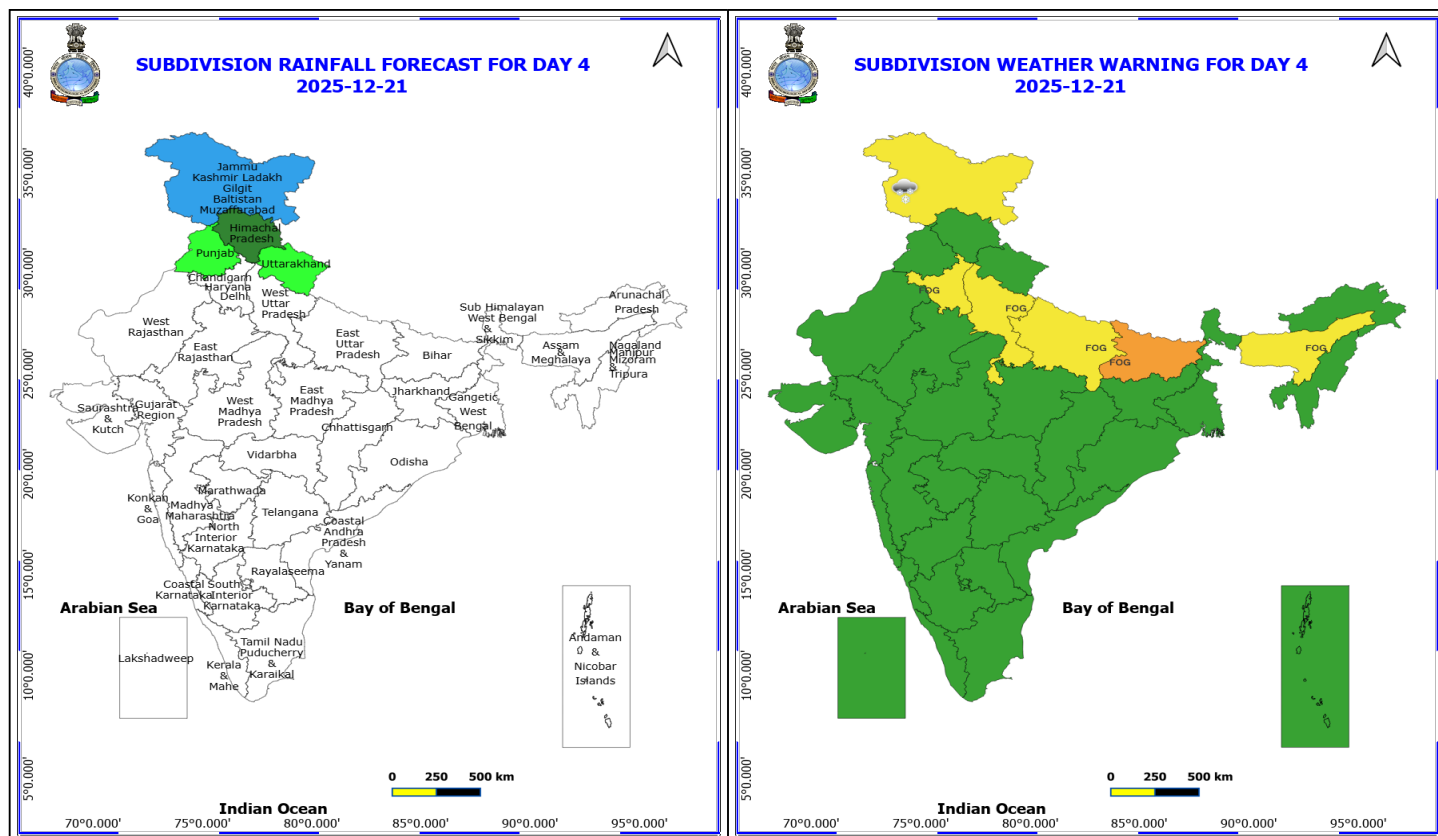 SUBDIVISION RAINFALL FORECAST FOR DAY 4
2025-12-21
40°0.000'
35°0.000'
30°0.000'
25°0.000'
20°0.000'
15°0.000'
10°0.000'
5°0.000'
Jammu
Kashmir Ladakh
Gilgit
Baltistan
Muzaffarabad
Himachal
Pradesh
Punjab
Uttarakhand
Chandigarh
Haryana
Delhi
West
Uttar
Pradesh
West
Rajasthan
East
Rajasthan
East
Uttar
Pradesh
Bihar
Sub Himalayan
West Bengal
&
Sikkim
Arunachal
Pradesh
Assam
&
Meghalaya
Nagaland
Manipur
Mizoram
&
Tripura
Saurashtra
&
Kutch
Gujarat
Region
West
Madhya
Pradesh
East
Madhya
Pradesh
Jharkhand
Gangetic
West
Bengal
Chhattisgarh
Vidarbha
Odisha
Konkan
&
Goa
Madhya
Maharashtra
Marathwada
Telangana
North
Interior
Karnataka
Coastal
Andhra
Pradesh
&
Yanam
Rayalaseema
Coastal
Karnataka
South
Interior
Karnataka
Arabian Sea
Bay of Bengal
Lakshadweep
Kerala
&
Mahe
Tamil Nadu
Puducherry
&
Karaikal
Andaman
&
Nicobar
Islands
0 250 500 km
Indian Ocean
70°0.000' 75°0.000' 80°0.000' 85°0.000' 90°0.000' 95°0.000'
SUBDIVISION WEATHER WARNING FOR DAY 4
2025-12-21
40°0.000'
35°0.000'
30°0.000'
25°0.000'
20°0.000'
15°0.000'
10°0.000'
5°0.000'
FOG
FOG
FOG
FOG
FOG
Arabian Sea
Bay of Bengal
0 250 500 km
Indian Ocean
70°0.000' 75°0.000' 80°0.000' 85°0.000' 90°0.000' 95°0.000'